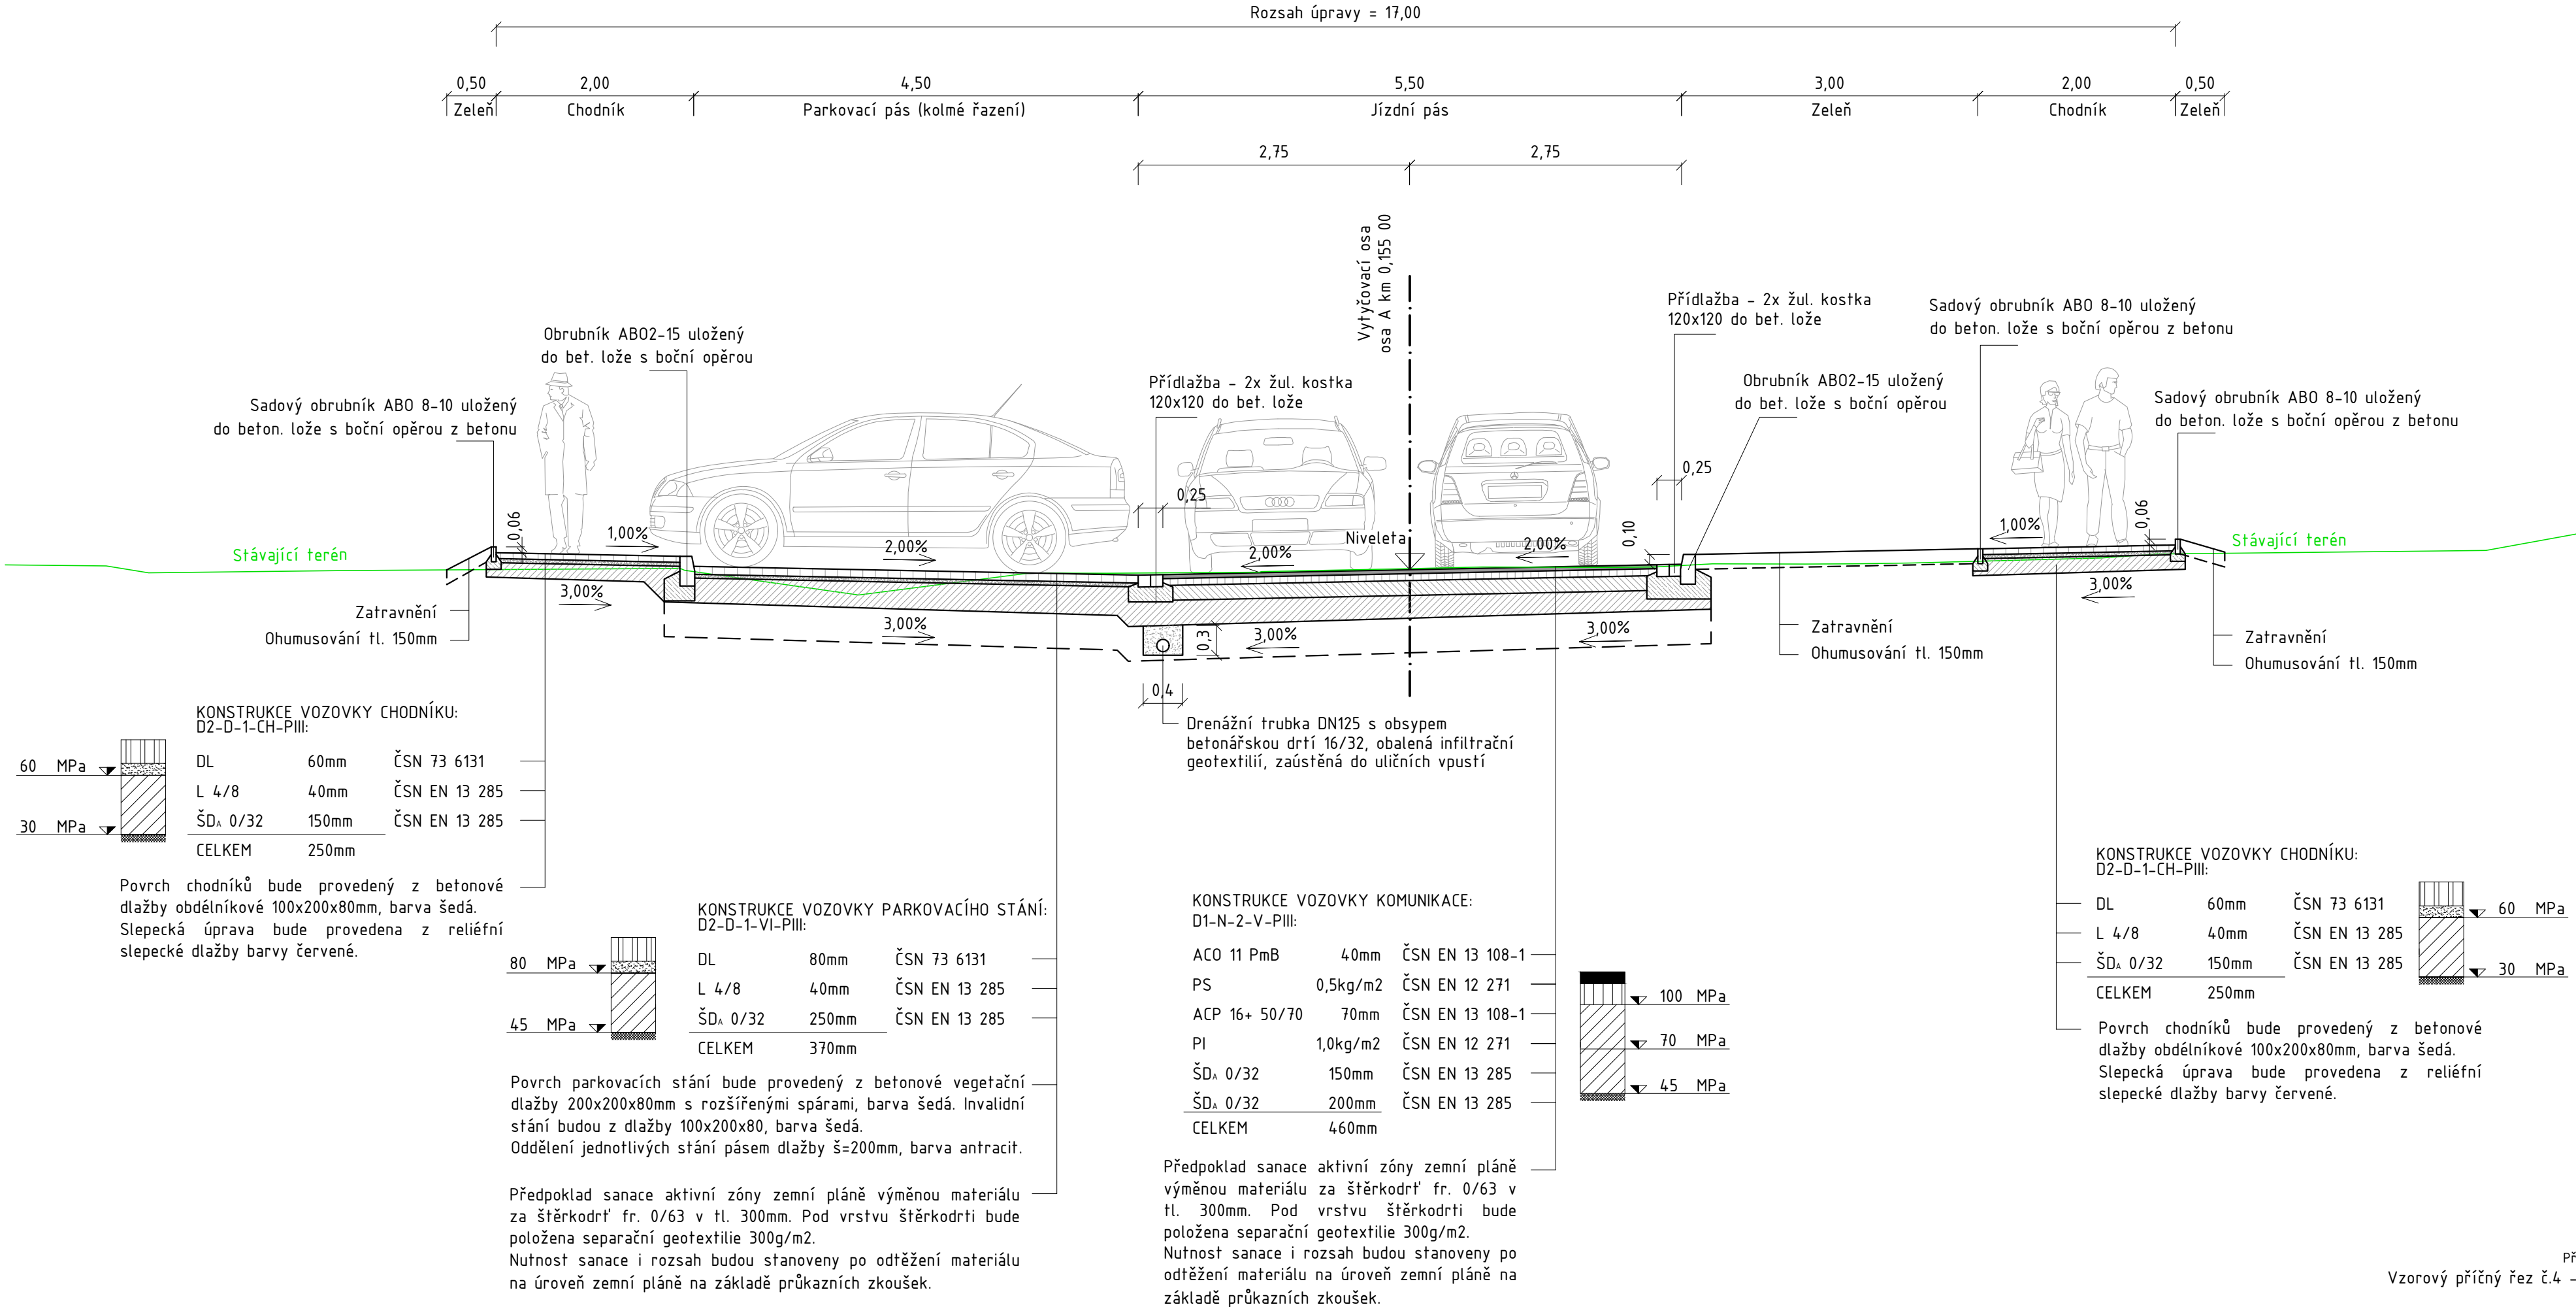 Rozsah úpravy = 17,00
0,50 2,00 4,50 5,50 3,00 2,00 0,50
Zeleň Chodník Parkovací pás (kolmé řazení) Jízdní pás Zeleň Chodník Zeleň
2,75 2,75
Vytyčovací osa
osa A km 0,155 00
Obrubník ABO2-15 uložený
do bet. lože s boční opěrou
Sadový obrubník ABO 8-10 uložený
do beton. lože s boční opěrou z betonu
Přídlažba - 2x žul. kostka
120x120 do bet. lože
Přídlažba - 2x žul. kostka
120x120 do bet. lože
Obrubník ABO2-15 uložený
do bet. lože s boční opěrou
Sadový obrubník ABO 8-10 uložený
do beton. lože s boční opěrou z betonu
Sadový obrubník ABO 8-10 uložený
do beton. lože s boční opěrou z betonu
0,25
0,25
0,06
0,10
0,06
1,00%
2,00%
2,00%
Niveleta
2,00%
1,00%
Stávající terén
Stávající terén
3,00%
3,00%
3,00%
3,00%
3,00%
0,3
0,4
Zatravnění
Ohumusování tl. 150mm
Zatravnění
Ohumusování tl. 150mm
Zatravnění
Ohumusování tl. 150mm
Drenážní trubka DN125 s obsypem
betonářskou drtí 16/32, obalená infiltrační
geotextilií, zaústěná do uličních vpustí
KONSTRUKCE VOZOVKY CHODNÍKU:
D2-D-1-CH-PIII:
DL 60mm ČSN 73 6131
L 4/8 40mm ČSN EN 13 285
ŠDA 0/32 150mm ČSN EN 13 285
CELKEM 250mm
60 MPa
30 MPa
Povrch chodníků bude provedený z betonové
dlažby obdélníkové 100x200x80mm, barva šedá.
Slepecká úprava bude provedena z reliéfní
slepecké dlažby barvy červené.
KONSTRUKCE VOZOVKY PARKOVACÍHO STÁNÍ:
D2-D-1-VI-PIII:
DL 80mm ČSN 73 6131
L 4/8 40mm ČSN EN 13 285
ŠDA 0/32 250mm ČSN EN 13 285
CELKEM 370mm
80 MPa
45 MPa
Povrch parkovacích stání bude provedený z betonové vegetační
dlažby 200x200x80mm s rozšířenými spárami, barva šedá. Invalidní
stání budou z dlažby 100x200x80, barva šedá.
Oddělení jednotlivých stání pásem dlažby š=200mm, barva antracit.
Předpoklad sanace aktivní zóny zemní pláně výměnou materiálu
za štěrkodrť fr. 0/63 v tl. 300mm. Pod vrstvu štěrkodrti bude
položena separační geotextilie 300g/m2.
Nutnost sanace i rozsah budou stanoveny po odtěžení materiálu
na úroveň zemní pláně na základě průkazních zkoušek.
KONSTRUKCE VOZOVKY KOMUNIKACE:
D1-N-2-V-PIII:
ACO 11 PmB 40mm ČSN EN 13 108-1
PS 0,5kg/m2 ČSN EN 12 271
ACP 16+ 50/70 70mm ČSN EN 13 108-1
PI 1,0kg/m2 ČSN EN 12 271
ŠDA 0/32 150mm ČSN EN 13 285
ŠDA 0/32 200mm ČSN EN 13 285
CELKEM 460mm
100 MPa
70 MPa
45 MPa
Předpoklad sanace aktivní zóny zemní pláně
výměnou materiálu za štěrkodrť fr. 0/63 v
tl. 300mm. Pod vrstvu štěrkodrti bude
položena separační geotextilie 300g/m2.
Nutnost sanace i rozsah budou stanoveny po
odtěžení materiálu na úroveň zemní pláně na
základě průkazních zkoušek.
KONSTRUKCE VOZOVKY CHODNÍKU:
D2-D-1-CH-PIII:
DL 60mm ČSN 73 6131
L 4/8 40mm ČSN EN 13 285
ŠDA 0/32 150mm ČSN EN 13 285
CELKEM 250mm
60 MPa
30 MPa
Povrch chodníků bude provedený z betonové
dlažby obdélníkové 100x200x80mm, barva šedá.
Slepecká úprava bude provedena z reliéfní
slepecké dlažby barvy červené.
Vzorový příčný řez č.4 -